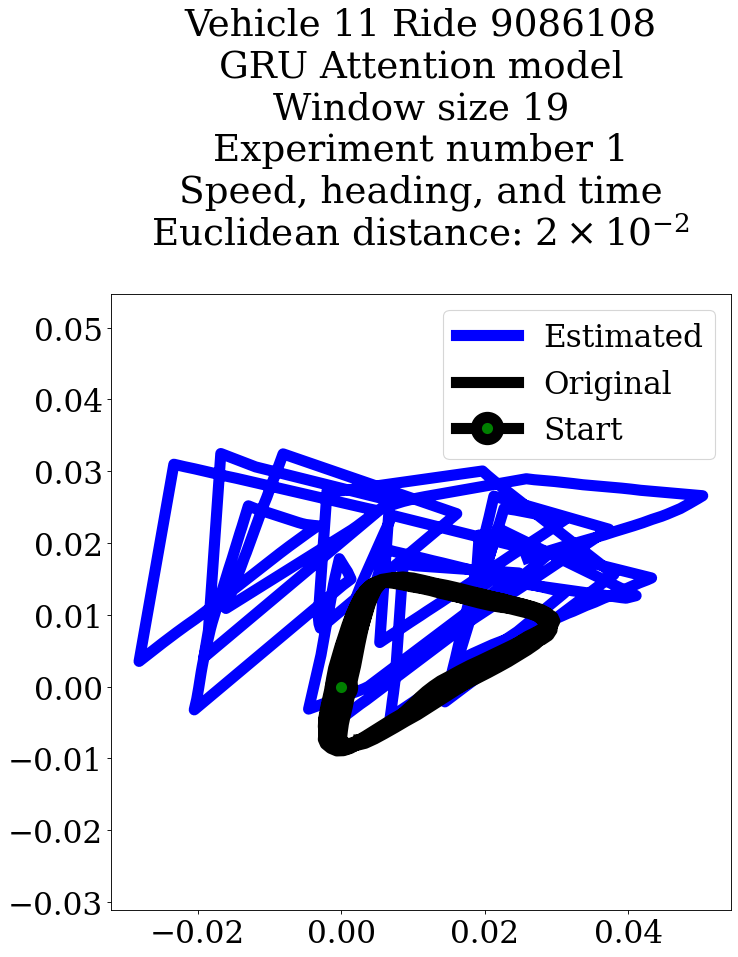 Vehicle 11 Ride 9086108
GRU Attention model
Window size 19
Experiment number 1
Speed, heading, and time
Euclidean distance: 2 × 10⁻²
Estimated
Original
Start
0.05
0.04
0.03
0.02
0.01
0.00
−0.01
−0.02
−0.03
−0.02 0.00 0.02 0.04